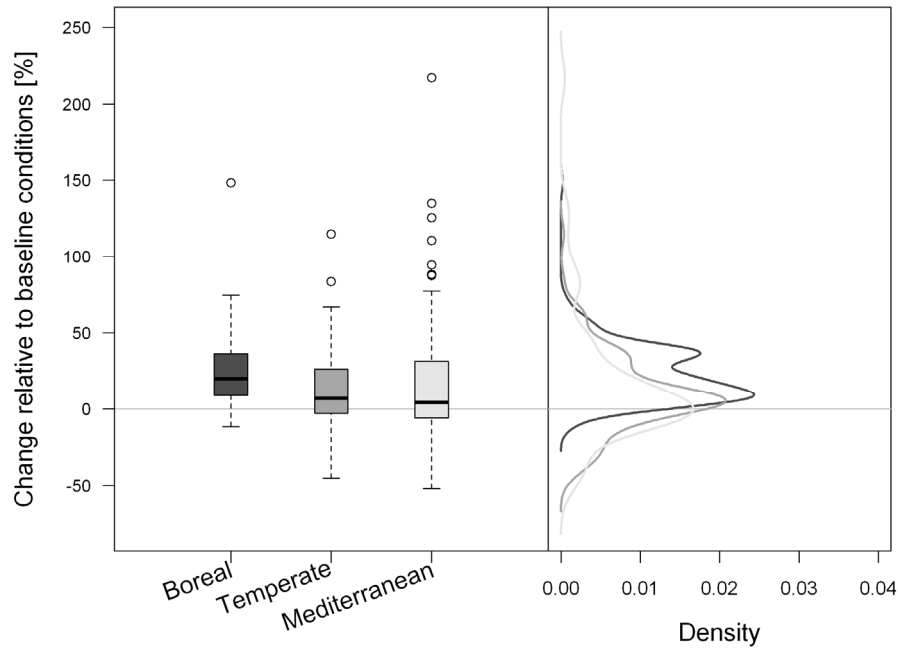 Change relative to baseline conditions [%]
250
200
150
100
50
0
-50
Boreal
Temperate
Mediterranean
0.00 0.01 0.02 0.03 0.04
Density